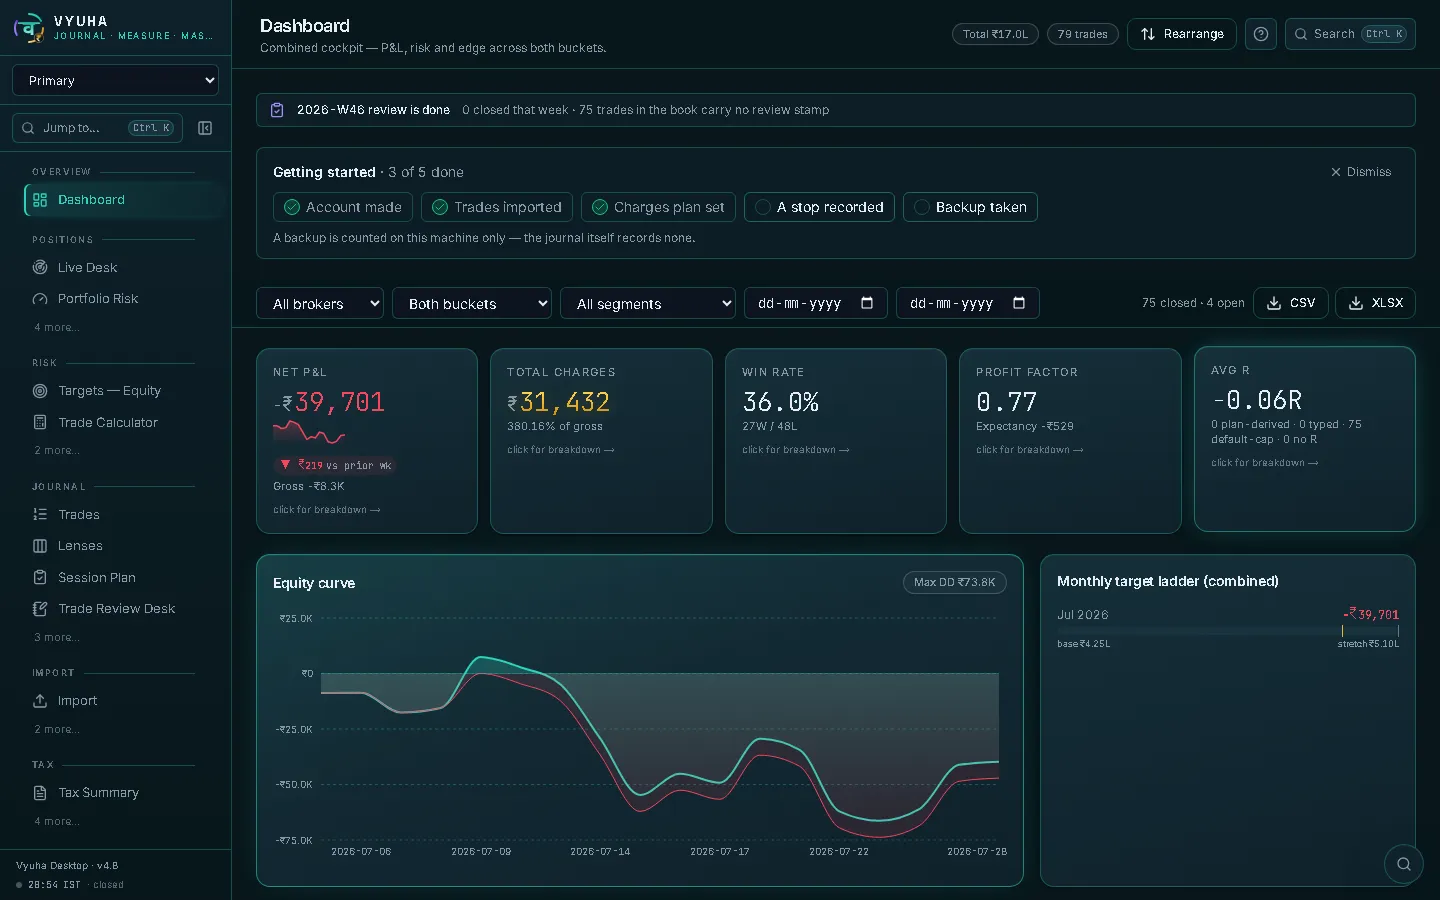 व VYUHA
JOURNAL · MEASURE · MAS...
Primary
Jump to... Ctrl K
OVERVIEW
Dashboard
POSITIONS
Live Desk
Portfolio Risk
4 more...
RISK
Targets — Equity
Trade Calculator
2 more...
JOURNAL
Trades
Lenses
Session Plan
Trade Review Desk
3 more...
IMPORT
Import
2 more...
TAX
Tax Summary
4 more...
Vyuha Desktop · v4.8
20:54 IST · closed
Dashboard
Combined cockpit — P&L, risk and edge across both buckets.
Total ₹17.0L 79 trades Rearrange Search Ctrl K
2026-W46 review is done 0 closed that week · 75 trades in the book carry no review stamp
Getting started · 3 of 5 done Dismiss
Account made Trades imported Charges plan set A stop recorded Backup taken
A backup is counted on this machine only — the journal itself records none.
All brokers Both buckets All segments dd-mm-yyyy dd-mm-yyyy 75 closed · 4 open CSV XLSX
NET P&L
-₹39,701
▼ ₹219 vs prior wk
Gross -₹8.3K
click for breakdown →
TOTAL CHARGES
₹31,432
380.16% of gross
click for breakdown →
WIN RATE
36.0%
27W / 48L
click for breakdown →
PROFIT FACTOR
0.77
Expectancy -₹529
click for breakdown →
AVG R
-0.06R
0 plan-derived · 0 typed · 75
default-cap · 0 no R
click for breakdown →
Equity curve Max DD ₹73.8K
₹25.0K
₹0
-₹25.0K
-₹50.0K
-₹75.0K
2026-07-06 2026-07-09 2026-07-14 2026-07-17 2026-07-22 2026-07-28
Monthly target ladder (combined)
Jul 2026 -₹39,701
base ₹4.25L stretch ₹5.10L